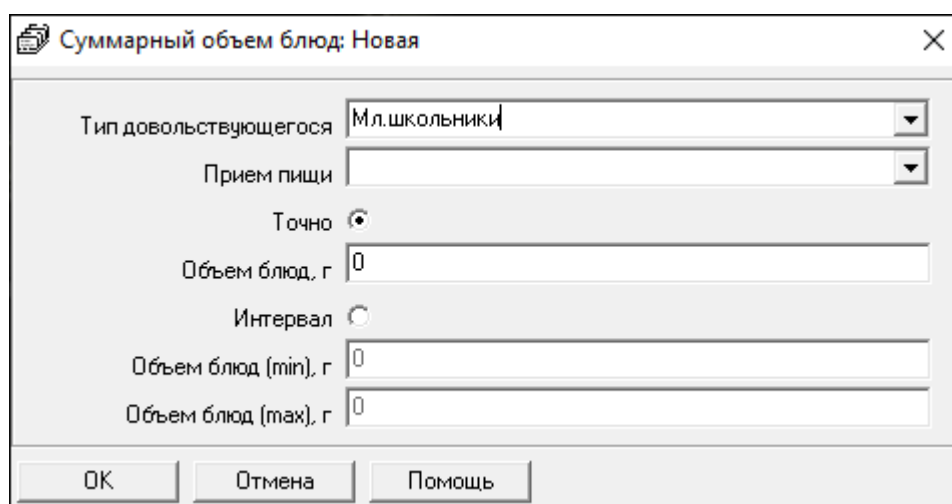 Суммарный объем блюд: Новая
Тип довольствующегося Мл.школьники
Прием пищи
Точно
Объем блюд, г 0
Интервал
Объем блюд (min), г 0
Объем блюд (max), г 0
OK Отмена Помощь